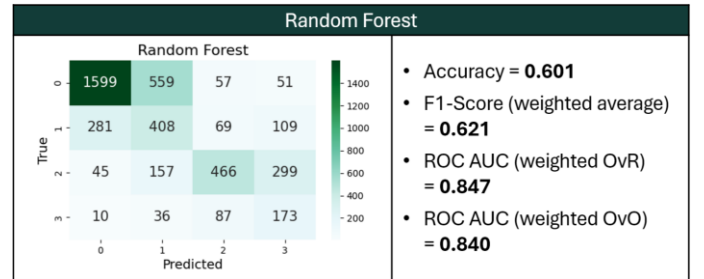 Random Forest
Random Forest
True
0 1599 559 57 51
1 281 408 69 109
2 45 157 466 299
3 10 36 87 173
0 1 2 3
Predicted
1400
1200
1000
800
600
400
200
• Accuracy = 0.601
• F1-Score (weighted average)
= 0.621
• ROC AUC (weighted OvR)
= 0.847
• ROC AUC (weighted OvO)
= 0.840